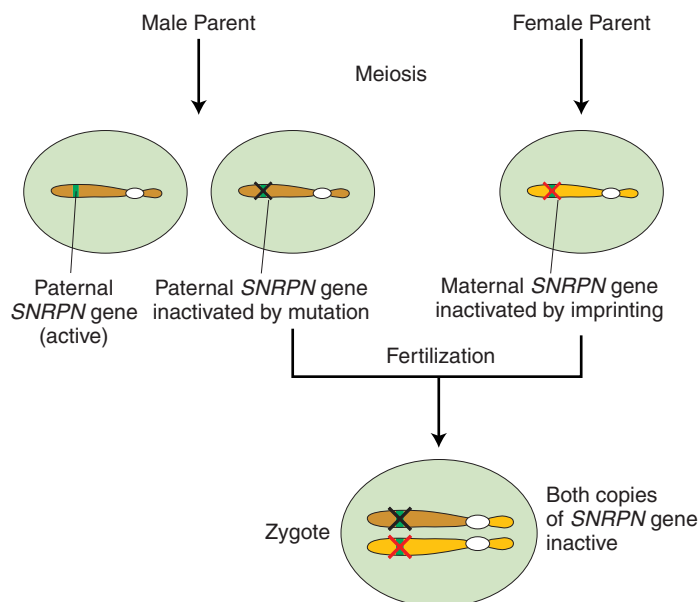 Male Parent
Female Parent
Meiosis
Paternal
SNRPN gene
(active)
Paternal SNRPN gene
inactivated by mutation
Maternal SNRPN gene
inactivated by imprinting
Fertilization
Zygote
Both copies
of SNRPN gene
inactive